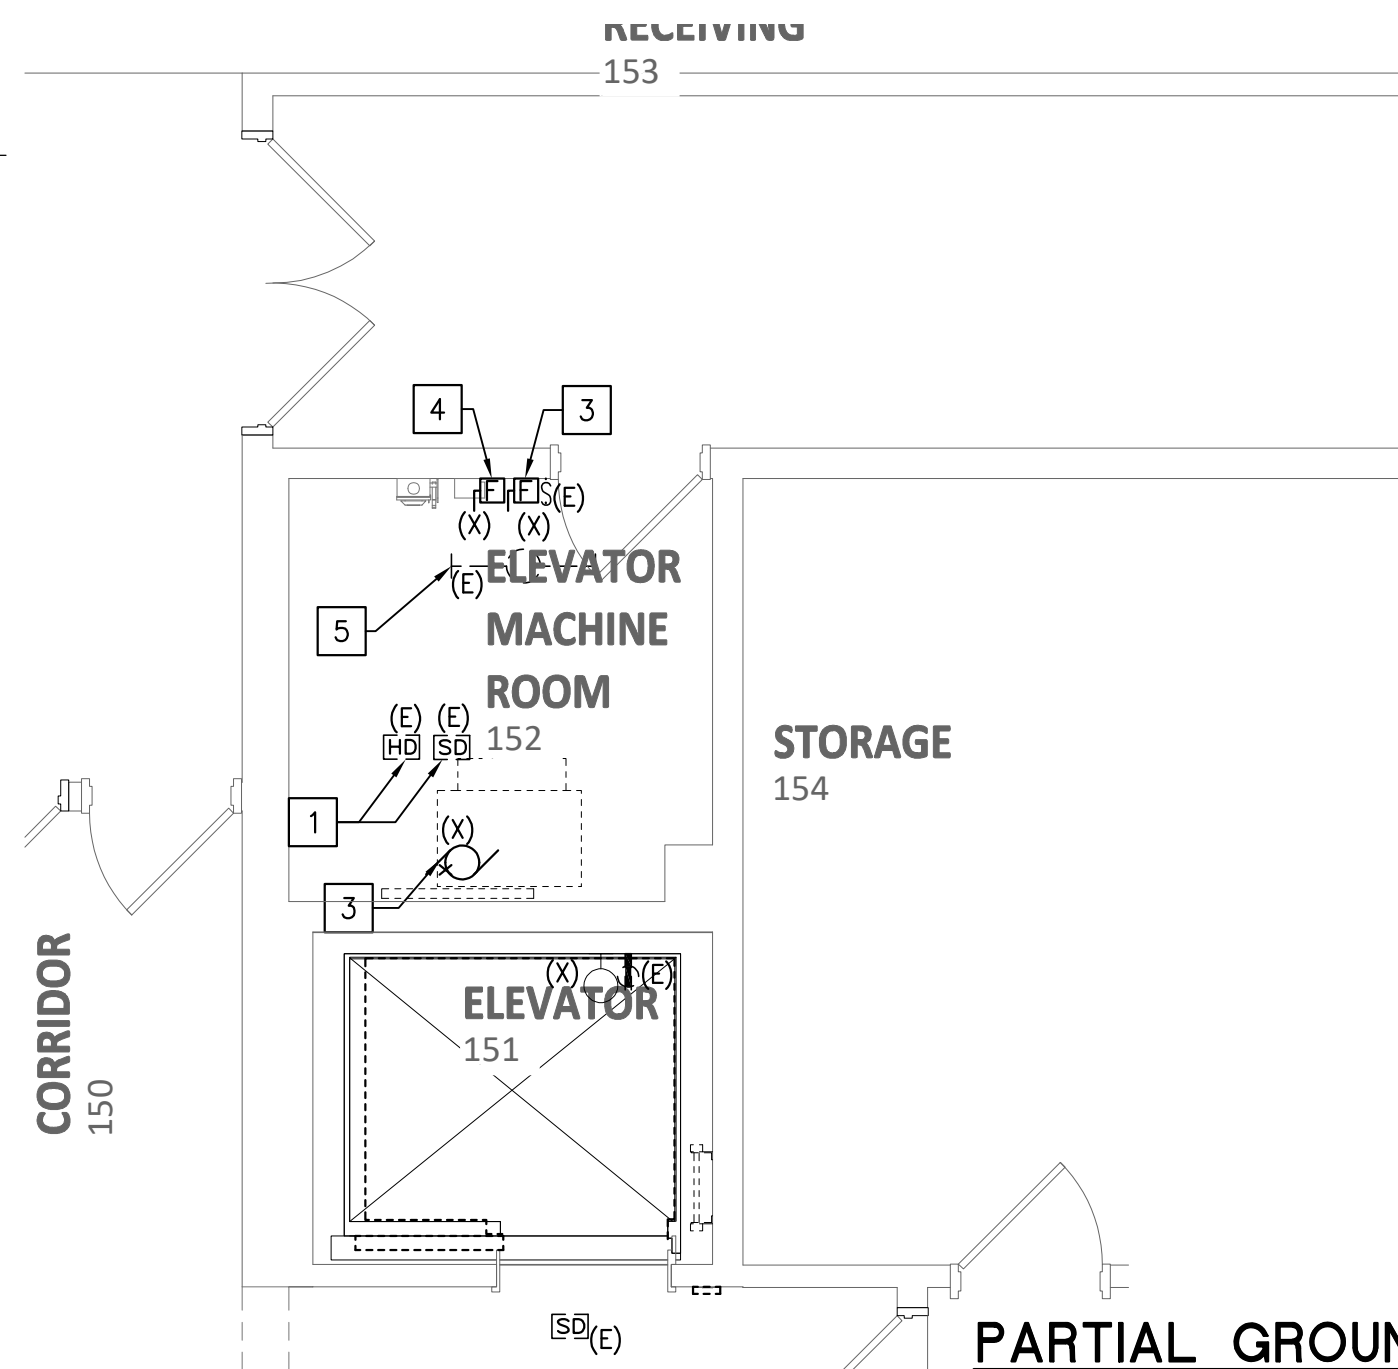 RECEIVING
153
4
3
F
F
S(E)
(X)
(X)
(E)
ELEVATOR
MACHINE
ROOM
152
5
(E)
(E)
HD
SD
STORAGE
154
1
(X)
3
CORRIDOR
150
(X)
(E)
ELEVATOR
151
SD
(E)
PARTIAL GROUN